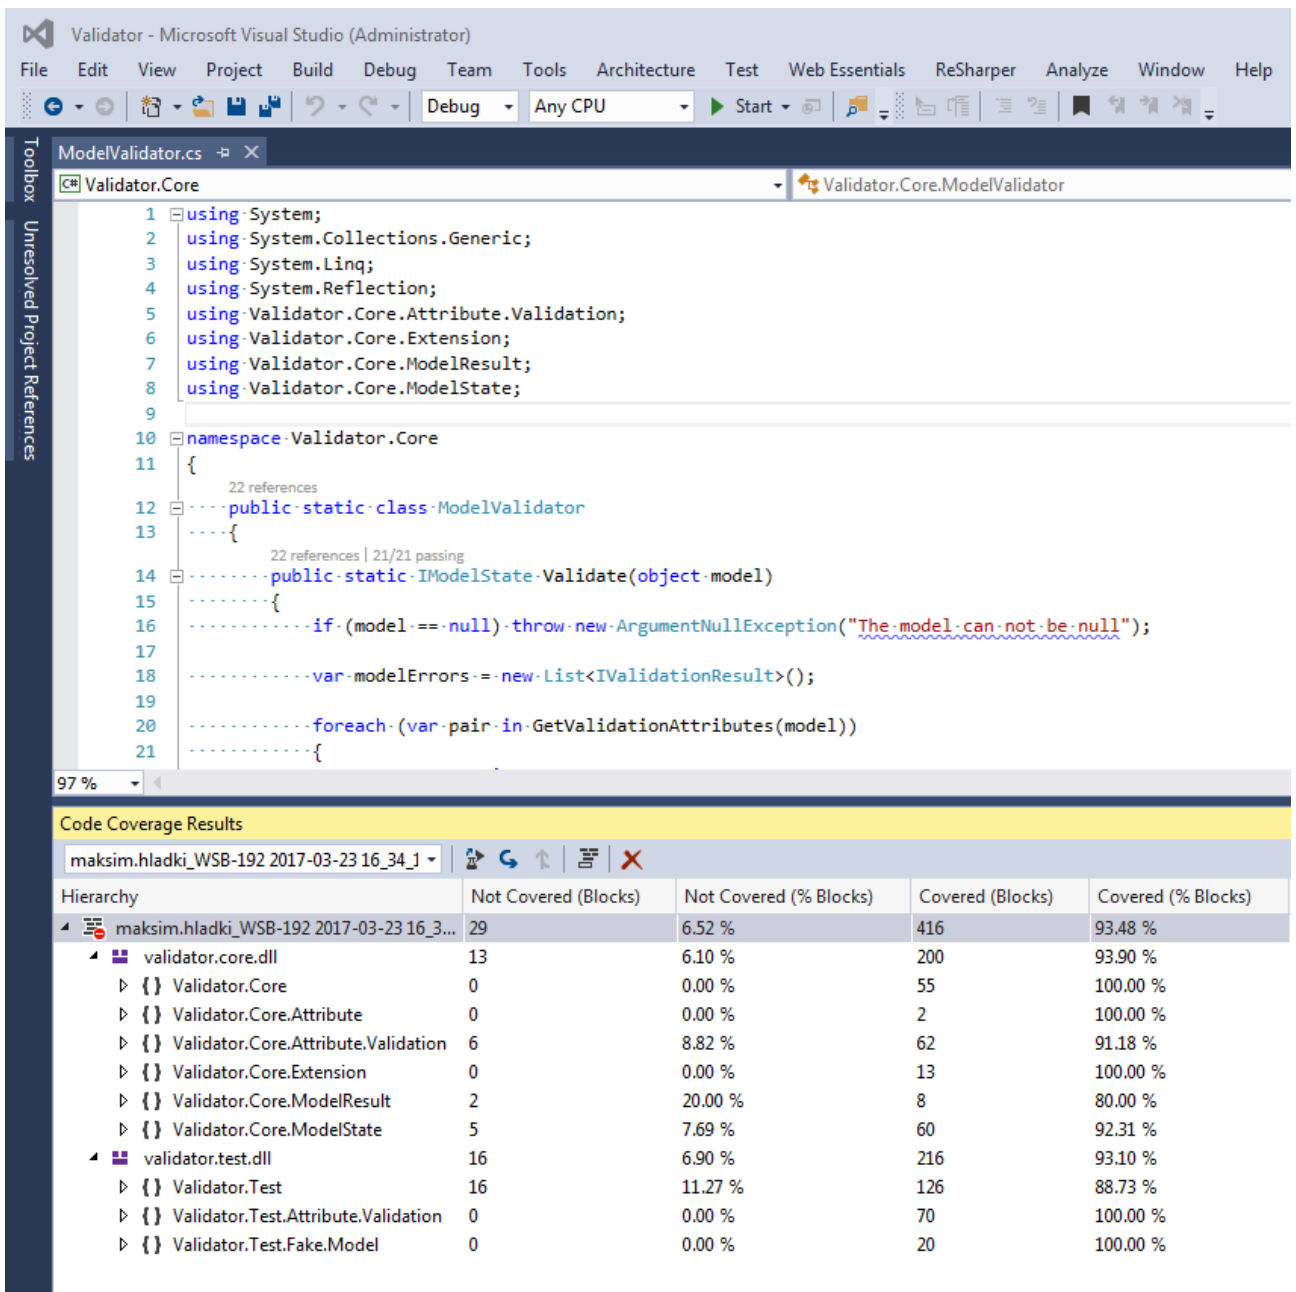 Validator - Microsoft Visual Studio (Administrator)
File Edit View Project Build Debug Team Tools Architecture Test Web Essentials ReSharper Analyze Window Help
Debug Any CPU Start
Toolbox
Unresolved Project References
ModelValidator.cs
C# Validator.Core Validator.Core.ModelValidator
1 using System;
2 using System.Collections.Generic;
3 using System.Linq;
4 using System.Reflection;
5 using Validator.Core.Attribute.Validation;
6 using Validator.Core.Extension;
7 using Validator.Core.ModelResult;
8 using Validator.Core.ModelState;
9
10 namespace Validator.Core
11 {
22 references
12 public static class ModelValidator
13 {
22 references | 21/21 passing
14 public static IModelState Validate(object model)
15 {
16 if (model == null) throw new ArgumentNullException("The model can not be null");
17
18 var modelErrors = new List<IValidationResult>();
19
20 foreach (var pair in GetValidationAttributes(model))
21 {
97 %
Code Coverage Results
maksim.hladki_WSB-192 2017-03-23 16_34_1
Hierarchy Not Covered (Blocks) Not Covered (% Blocks) Covered (Blocks) Covered (% Blocks)
maksim.hladki_WSB-192 2017-03-23 16_3... 29 6.52 % 416 93.48 %
validator.core.dll 13 6.10 % 200 93.90 %
{ } Validator.Core 0 0.00 % 55 100.00 %
{ } Validator.Core.Attribute 0 0.00 % 2 100.00 %
{ } Validator.Core.Attribute.Validation 6 8.82 % 62 91.18 %
{ } Validator.Core.Extension 0 0.00 % 13 100.00 %
{ } Validator.Core.ModelResult 2 20.00 % 8 80.00 %
{ } Validator.Core.ModelState 5 7.69 % 60 92.31 %
validator.test.dll 16 6.90 % 216 93.10 %
{ } Validator.Test 16 11.27 % 126 88.73 %
{ } Validator.Test.Attribute.Validation 0 0.00 % 70 100.00 %
{ } Validator.Test.Fake.Model 0 0.00 % 20 100.00 %